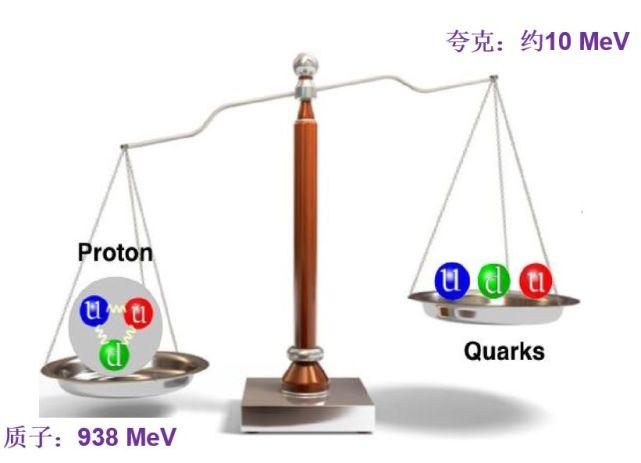 夸克：约10 MeV
Proton
u u
d
u d u
Quarks
质子：938 MeV